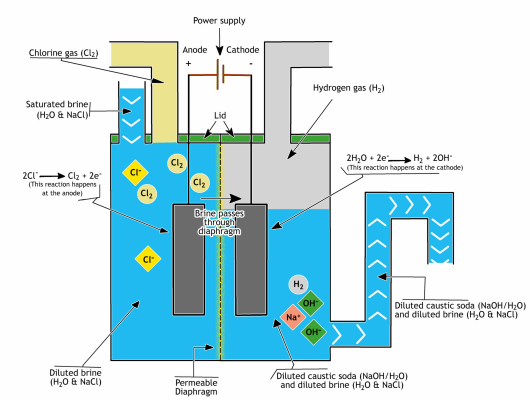 Power supply
Chlorine gas (Cl₂)
Anode
Cathode
+
-
Hydrogen gas (H₂)
Saturated brine
(H₂O & NaCl)
Lid
2Cl⁻ → Cl₂ + 2e⁻
(This reaction happens
at the anode)
Cl⁻
Cl₂
Cl₂
Cl₂
2H₂O + 2e⁻ → H₂ + 2OH⁻
(This reaction happens at the cathode)
Brine passes
through
diaphragm
Cl⁻
H₂
OH⁻
Na⁺
OH⁻
Diluted caustic soda (NaOH/H₂O)
and diluted brine (H₂O & NaCl)
Diluted brine
(H₂O & NaCl)
Permeable
Diaphragm
Diluted caustic soda (NaOH/H₂O)
and diluted brine (H₂O & NaCl)